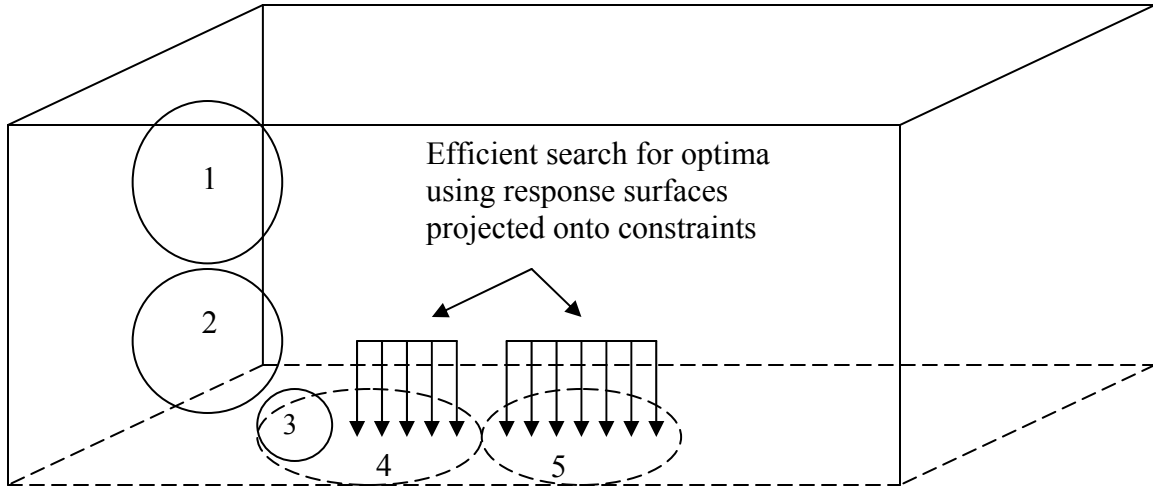 1
Efficient search for optima
using response surfaces
projected onto constraints
2
3
4
5